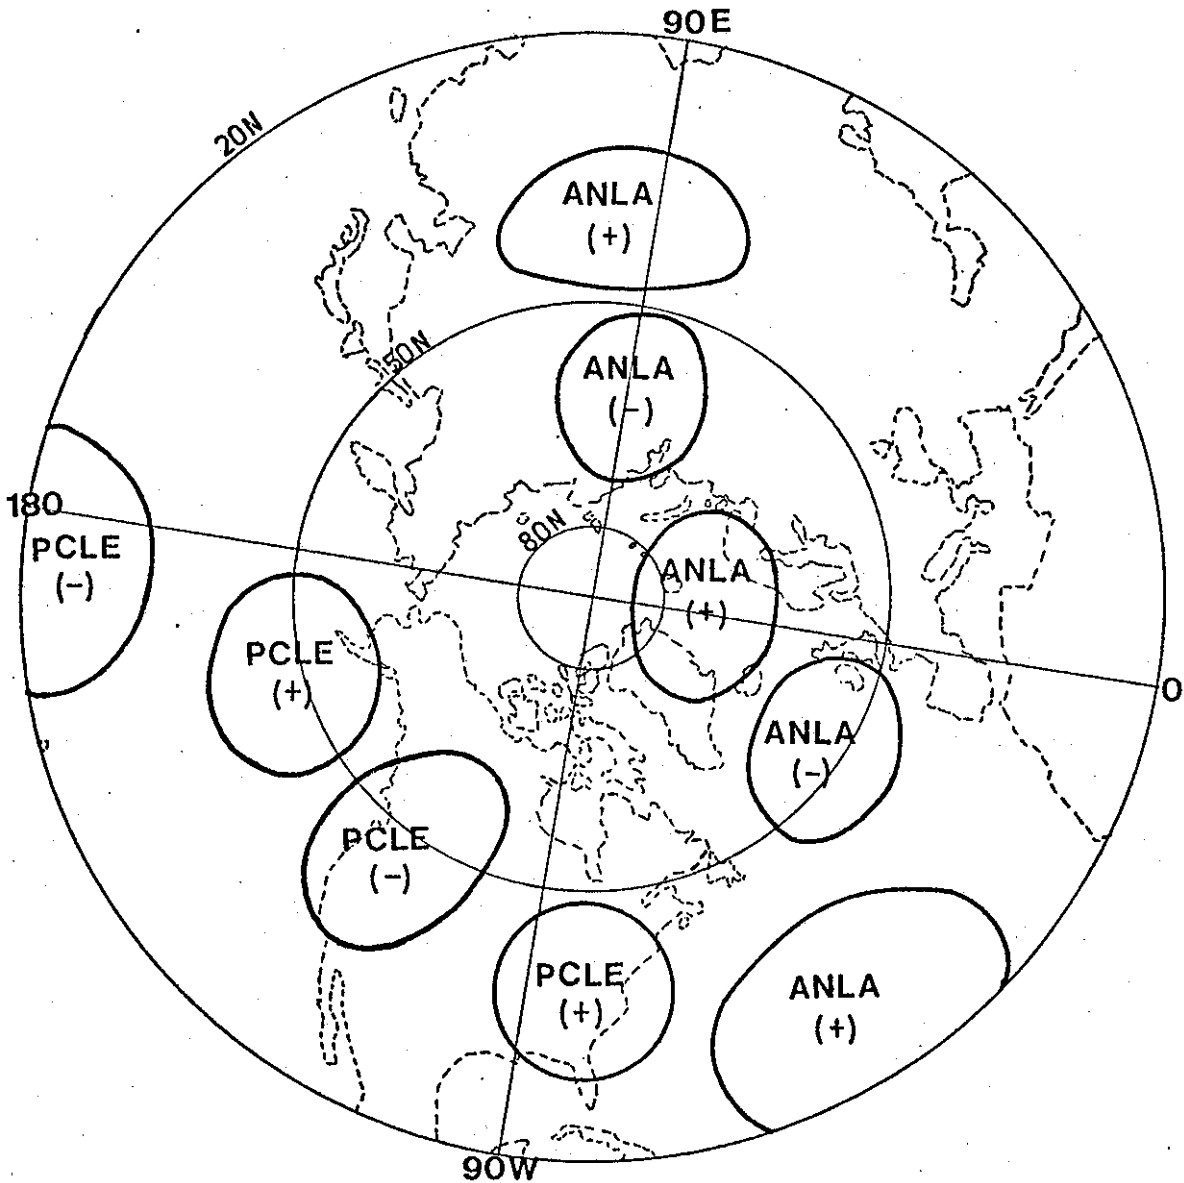 90E
20N
ANLA
(+)
50N
ANLA
(-)
180
80N
PCLE
(-)
ANLA
(+)
PCLE
(+)
0
ANLA
(-)
PCLE
(-)
PCLE
(+)
ANLA
(+)
90W